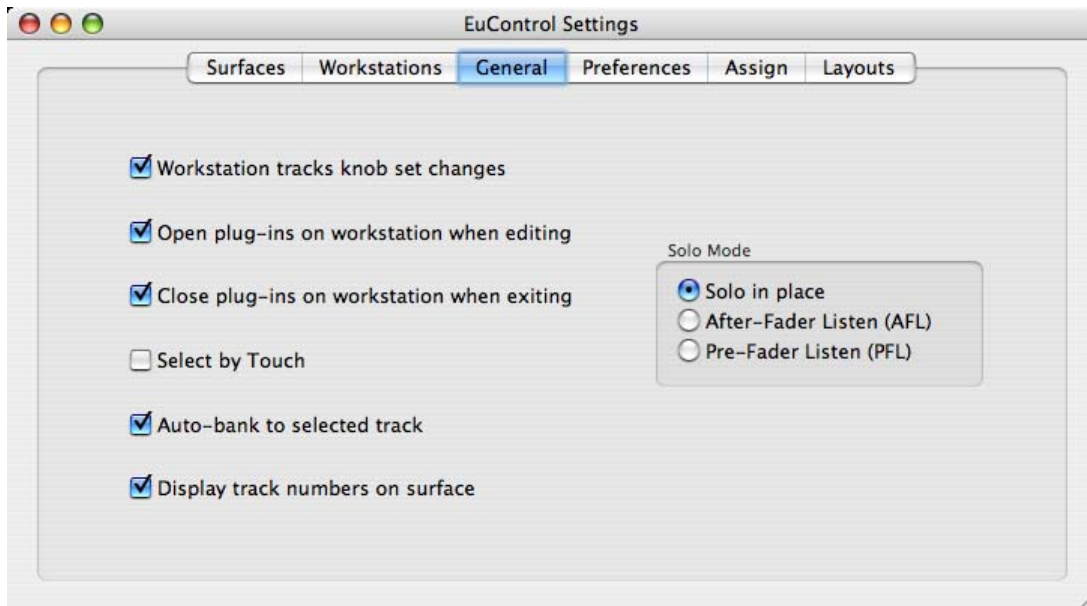 EuControl Settings
Surfaces Workstations General Preferences Assign Layouts
Workstation tracks knob set changes
Open plug-ins on workstation when editing
Close plug-ins on workstation when exiting
Select by Touch
Auto-bank to selected track
Display track numbers on surface
Solo Mode
Solo in place
After-Fader Listen (AFL)
Pre-Fader Listen (PFL)